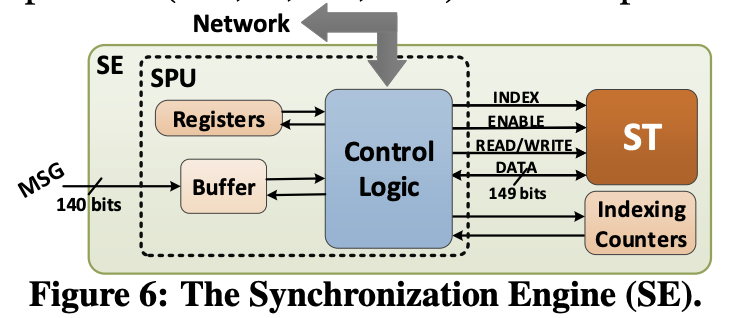 Network
SE
SPU
Registers
Buffer
MSG
140 bits
Control
Logic
INDEX
ENABLE
READ/WRITE
DATA
149 bits
ST
Indexing
Counters
Figure 6: The Synchronization Engine (SE).